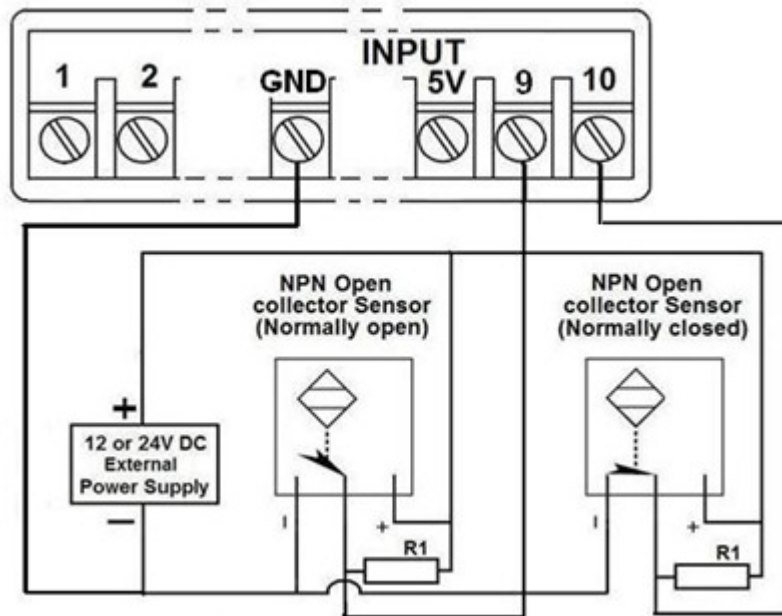 INPUT
1 2 GND 5V 9 10
NPN Open
collector Sensor
(Normally open)
NPN Open
collector Sensor
(Normally closed)
+
12 or 24V DC
External
Power Supply
–
– +
R1
– +
R1